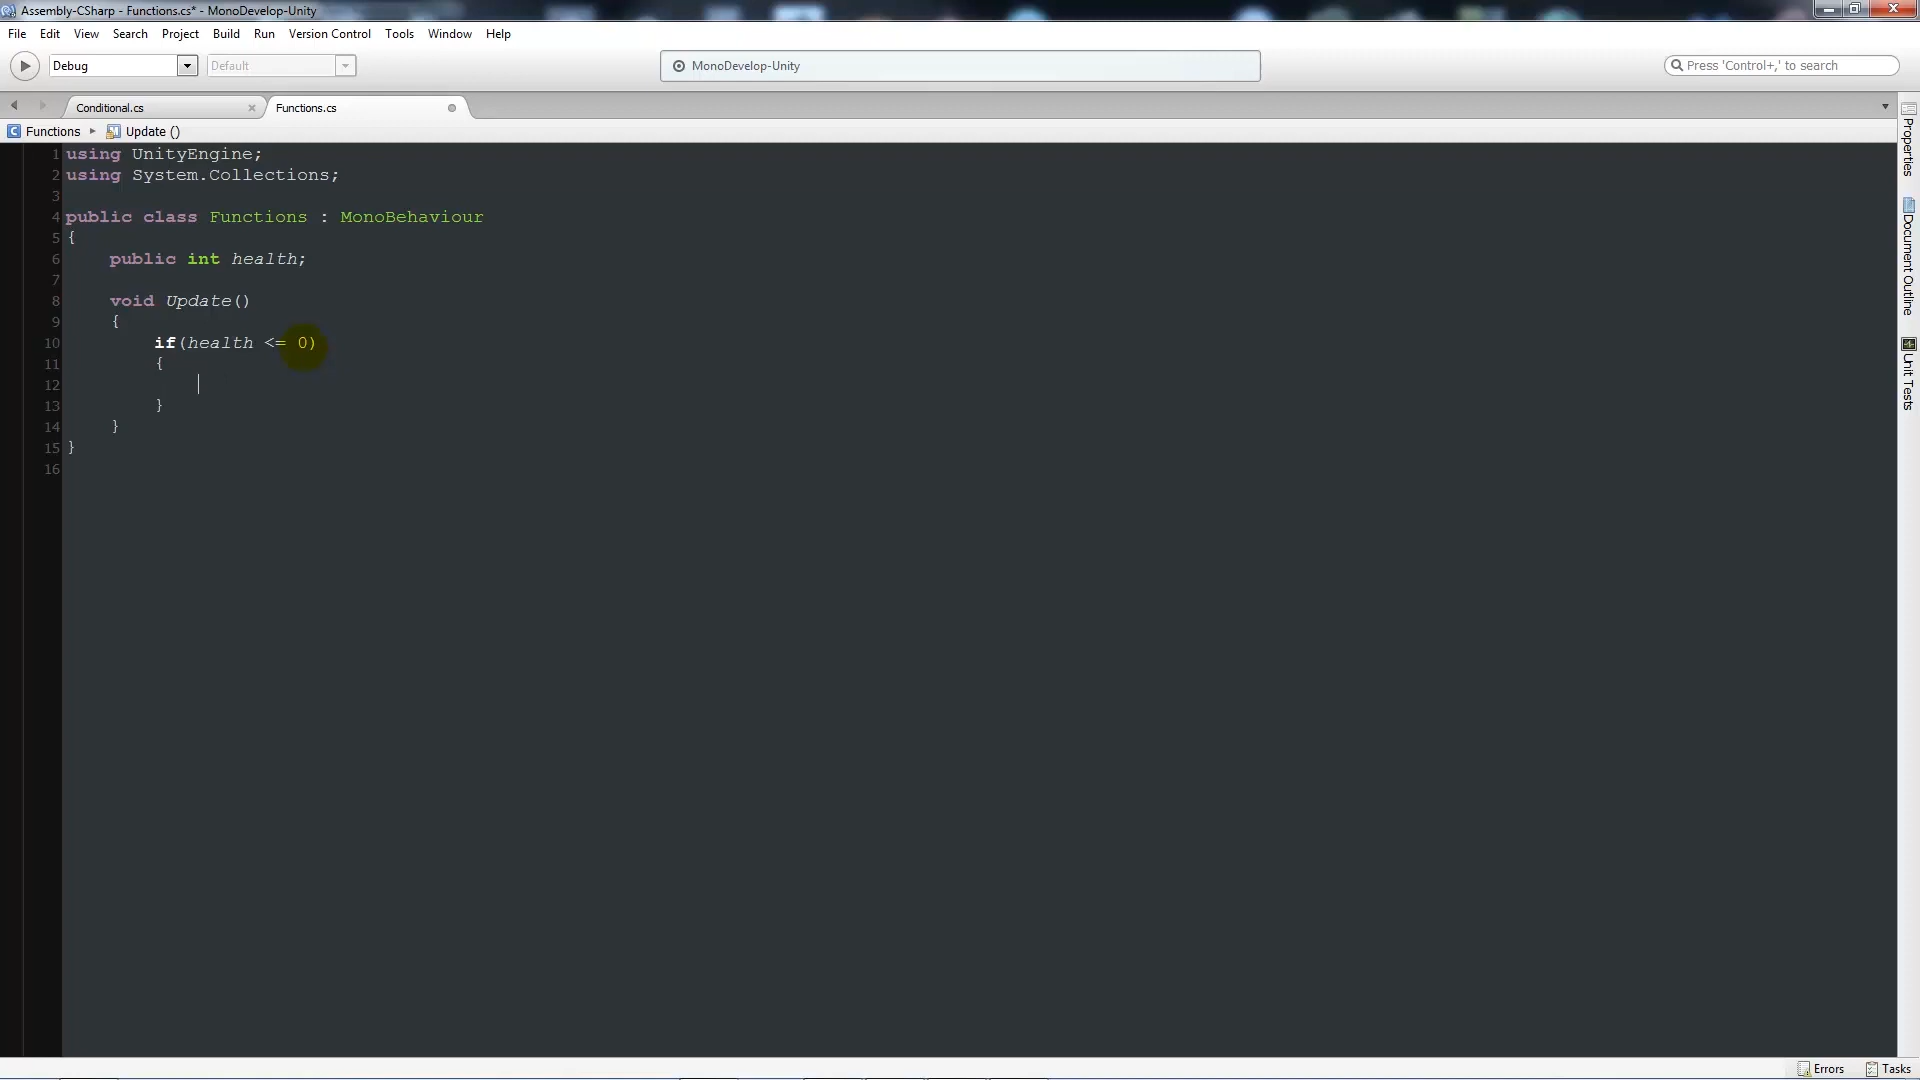 Assembly-CSharp - Functions.cs* - MonoDevelop-Unity
File Edit View Search Project Build Run Version Control Tools Window Help
Debug Default MonoDevelop-Unity Press 'Control+,' to search
Conditional.cs Functions.cs
Functions Update ()
1 using UnityEngine;
2 using System.Collections;
3
4 public class Functions : MonoBehaviour
5 {
6 public int health;
7
8 void Update()
9 {
10 if(health <= 0)
11 {
12
13 }
14 }
15 }
16
Properties
Document Outline
Unit Tests
Errors Tasks